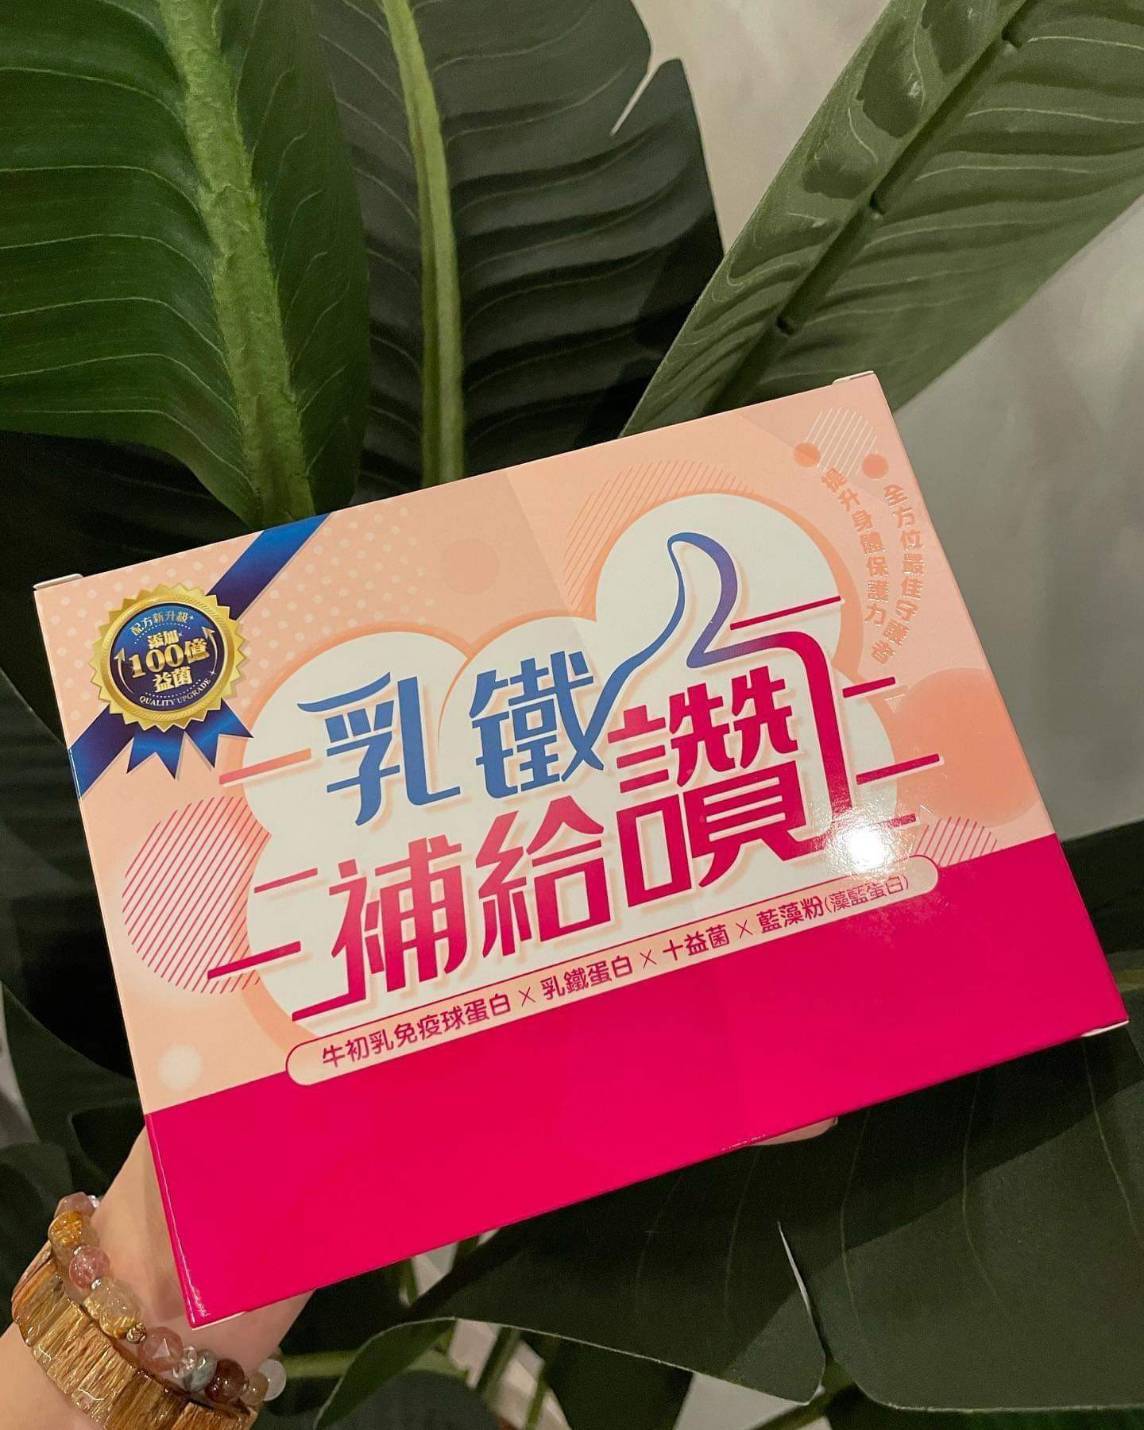 全方位最佳守護者
提升身體保護力
配方新升級
添加
100億
益菌
QUALITY UPGRADE
乳鐵
補給讚
牛初乳免疫球蛋白 × 乳鐵蛋白 × 十益菌 × 藍藻粉(藻藍蛋白)